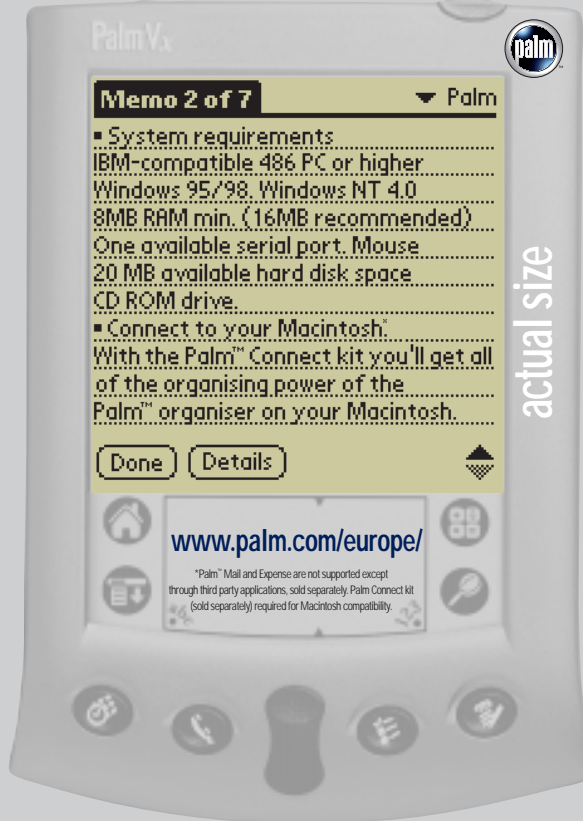 Palm Vx
palm™
Memo 2 of 7
Palm
▪ System requirements
IBM-compatible 486 PC or higher
Windows 95/98. Windows NT 4.0
8MB RAM min. (16MB recommended)
One available serial port. Mouse
20 MB available hard disk space
CD ROM drive.
▪ Connect to your Macintosh*
With the Palm™ Connect kit you'll get all
of the organising power of the
Palm™ organiser on your Macintosh.
Done Details
actual size
www.palm.com/europe/
*Palm™ Mail and Expense are not supported except
through third party applications, sold separately. Palm Connect kit
(sold separately) required for Macintosh compatibility.